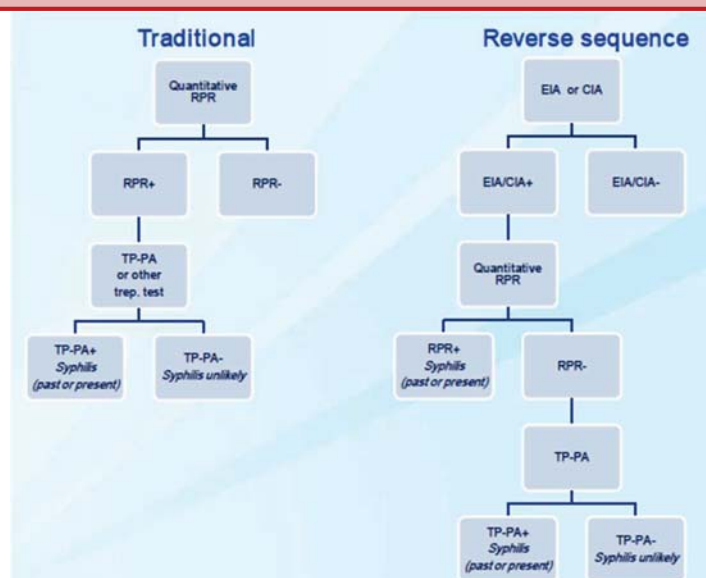 Traditional
Quantitative
RPR
RPR+
RPR-
TP-PA
or other
trep. test
TP-PA+
Syphilis
(past or present)
TP-PA-
Syphilis unlikely
Reverse sequence
EIA or CIA
EIA/CIA+
EIA/CIA-
Quantitative
RPR
RPR+
Syphilis
(past or present)
RPR-
TP-PA
TP-PA+
Syphilis
(past or present)
TP-PA-
Syphilis unlikely